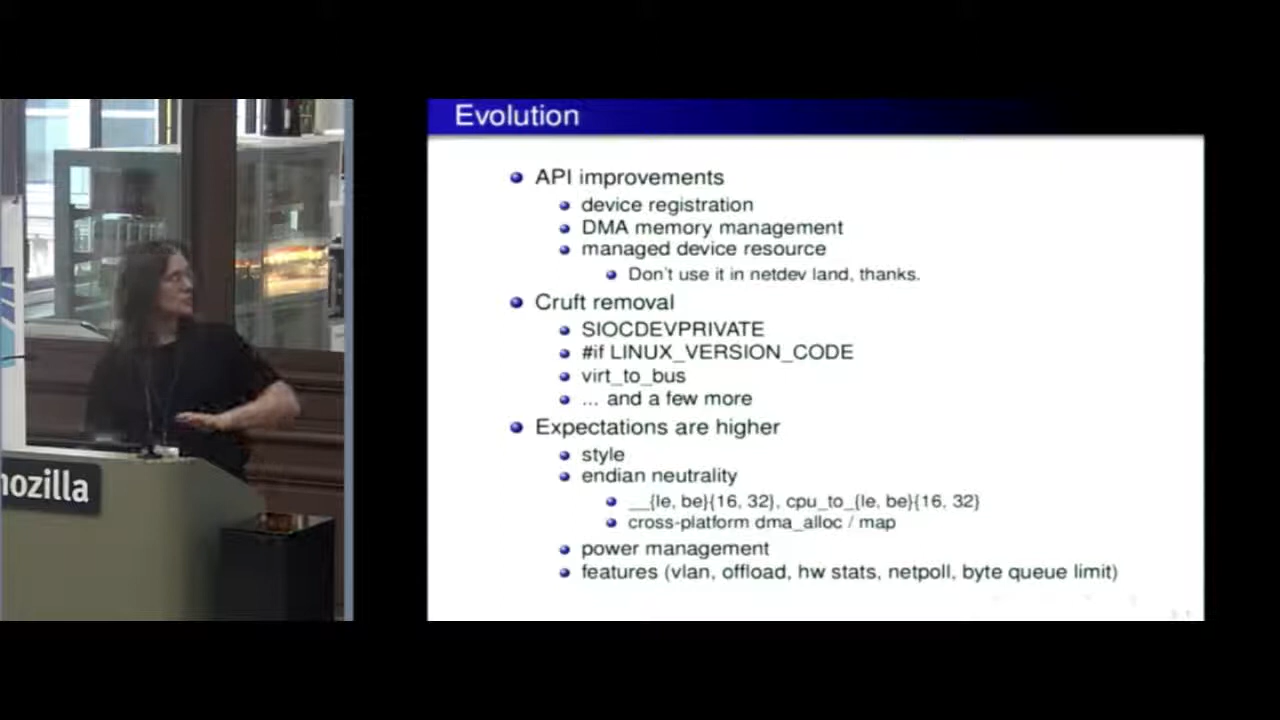 Evolution
API improvements
device registration
DMA memory management
managed device resource
Don't use it in netdev land, thanks.
Cruft removal
SIOCDEVPRIVATE
#if LINUX_VERSION_CODE
virt_to_bus
... and a few more
Expectations are higher
style
endian neutrality
__{le, be}{16, 32}, cpu_to_{le, be}{16, 32}
cross-platform dma_alloc / map
power management
features (vlan, offload, hw stats, netpoll, byte queue limit)
nozilla